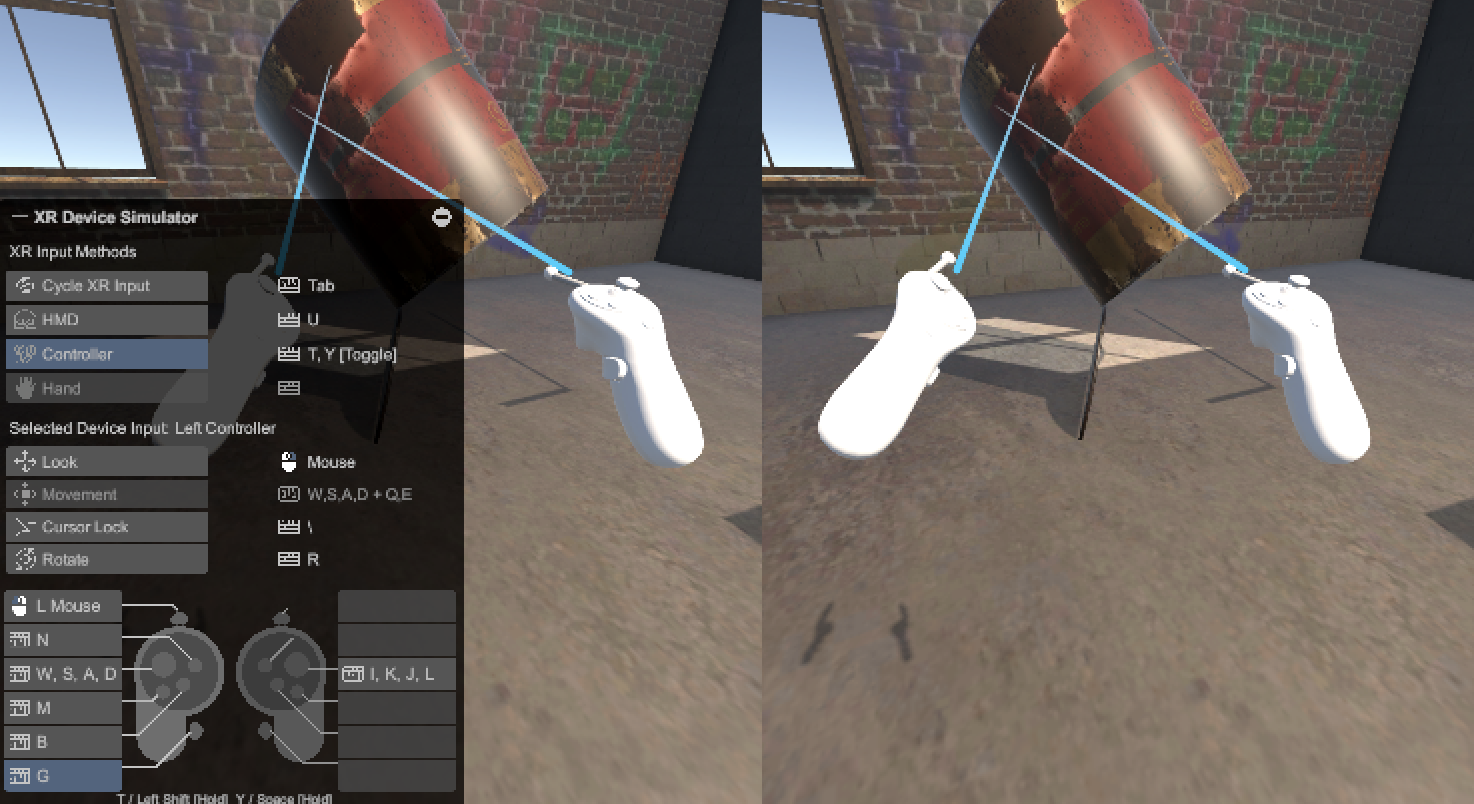 XR Device Simulator
XR Input Methods
Cycle XR Input Tab
HMD U
Controller T, Y [Toggle]
Hand
Selected Device Input: Left Controller
Look Mouse
Movement W,S,A,D + Q,E
Cursor Lock \
Rotate R
L Mouse
N
W, S, A, D I, K, J, L
M
B
G
T / Left Shift [Hold] Y / Space [Hold]